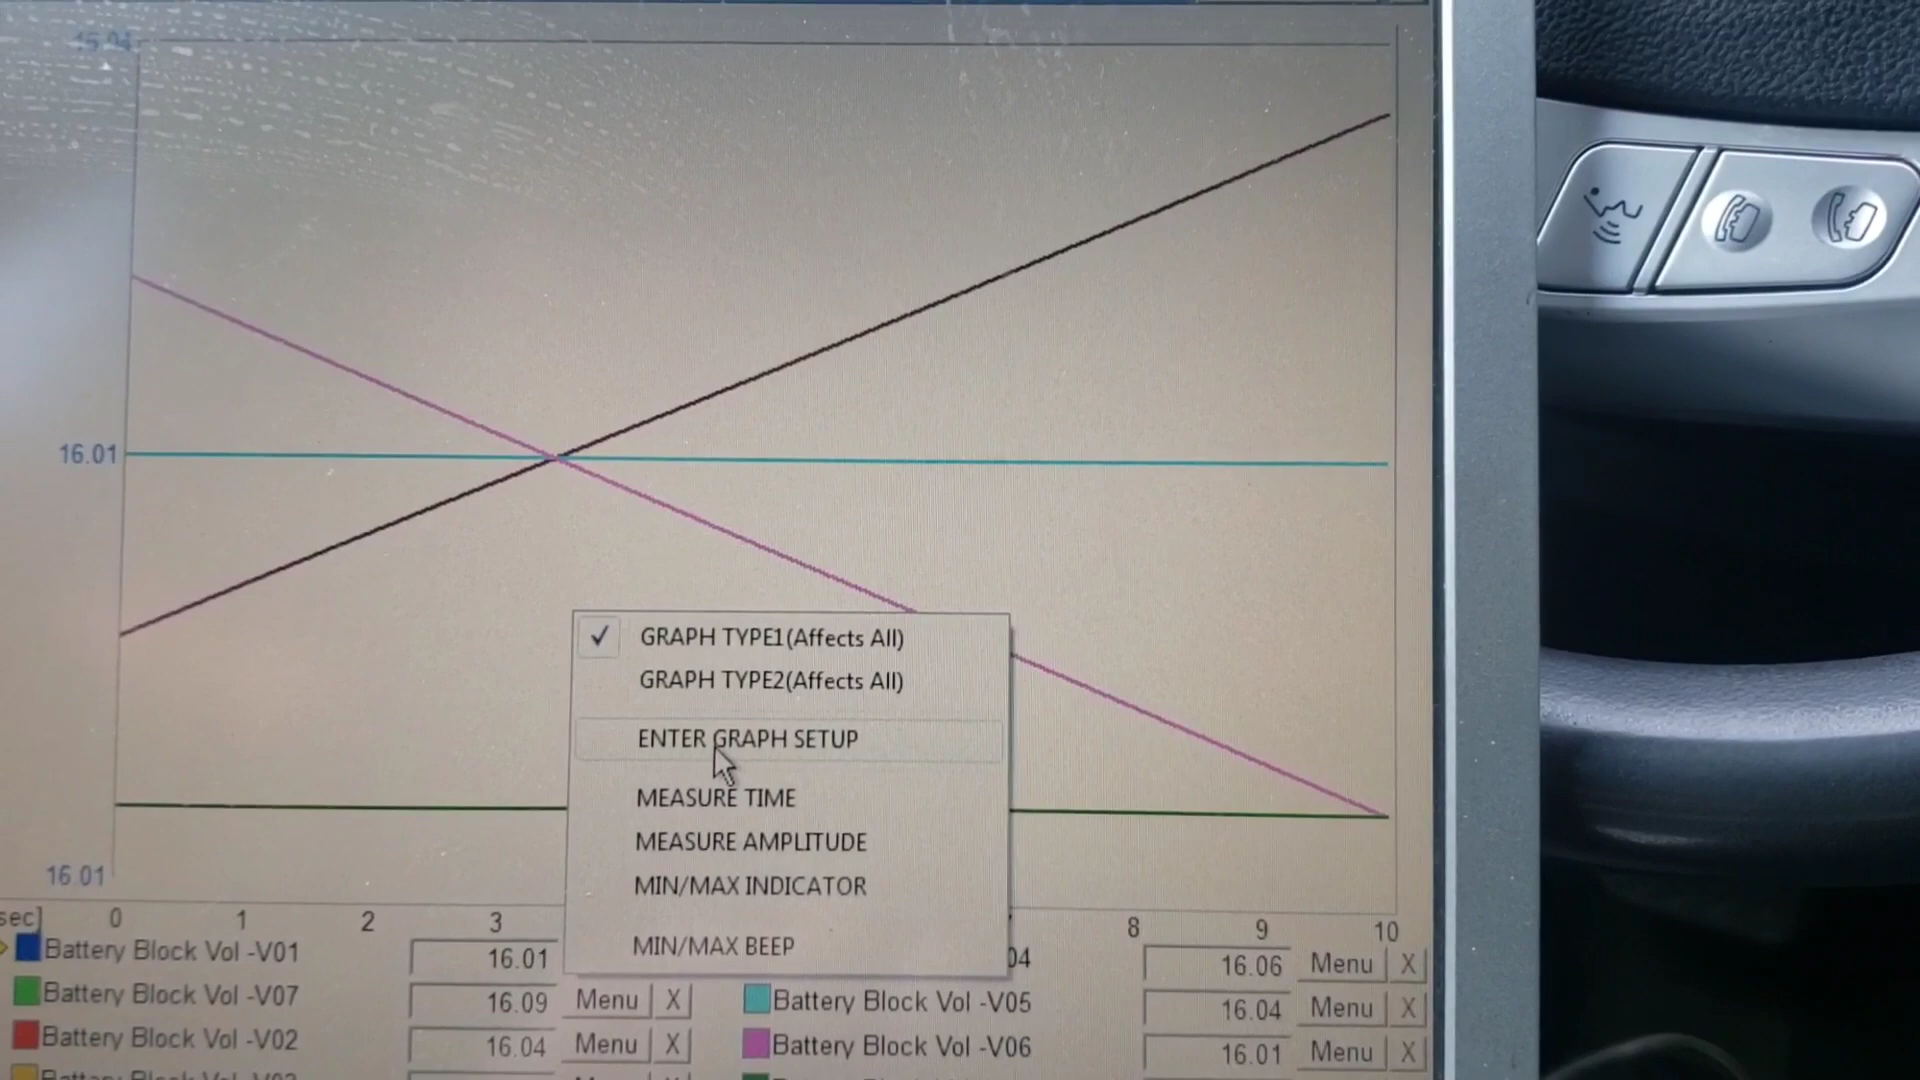 15.04
16.01
16.01
GRAPH TYPE1(Affects All)
GRAPH TYPE2(Affects All)
ENTER GRAPH SETUP
MEASURE TIME
MEASURE AMPLITUDE
MIN/MAX INDICATOR
MIN/MAX BEEP
sec] 0 1 2 3 8 9 10
Battery Block Vol -V01 16.01 04 16.06 Menu X
Battery Block Vol -V07 16.09 Menu X Battery Block Vol -V05 16.04 Menu X
Battery Block Vol -V02 16.04 Menu X Battery Block Vol -V06 16.01 Menu X